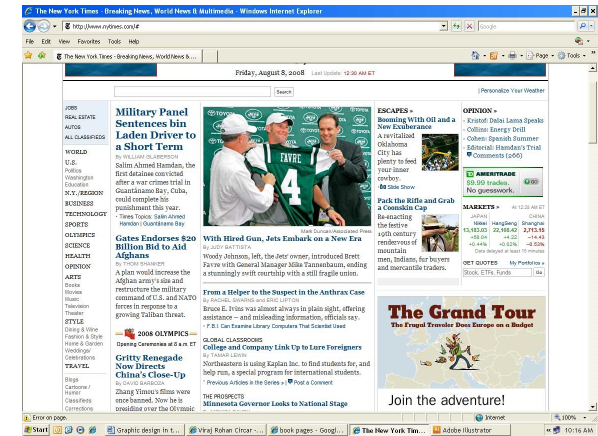 The New York Times - Breaking News, World News & Multimedia - Windows Internet Explorer
http://www.nytimes.com/#
Google
File Edit View Favorites Tools Help
The New York Times - Breaking News, World News & ...
Page Tools
Friday, August 8, 2008 Last Update: 12:30 AM ET
Search
Personalize Your Weather
JOBS
REAL ESTATE
AUTOS
ALL CLASSIFIEDS
WORLD
U.S.
Politics
Washington
Education
N.Y./REGION
BUSINESS
TECHNOLOGY
SPORTS
OLYMPICS
SCIENCE
HEALTH
OPINION
ARTS
Books
Movies
Music
Television
Theater
STYLE
Dining & Wine
Fashion & Style
Home & Garden
Weddings/
Celebrations
TRAVEL
Blogs
Cartoons /
Humor
Classifieds
Corrections
Military Panel
Sentences bin
Laden Driver to
a Short Term
By WILLIAM GLABERSON
Salim Ahmed Hamdan, the
first detainee convicted
after a war crimes trial in
Guantánamo Bay, Cuba,
could complete his
punishment this year.
Times Topics: Salim Ahmed
Hamdan | Guantánamo Bay
Gates Endorses $20
Billion Bid to Aid
Afghans
By THOM SHANKER
A plan would increase the
Afghan army's size and
restructure the military
command of U.S. and NATO
forces in response to a
growing Taliban threat.
2008 OLYMPICS
Opening Ceremonies at 8 a.m. ET
Gritty Renegade
Now Directs
China's Close-Up
By DAVID BARBOZA
Zhang Yimou's films were
once banned. Now he is
presiding over the Olympic
TOYOTA
JETS
FAVRE
4
Mark Duncan/Associated Press
With Hired Gun, Jets Embark on a New Era
By JUDY BATTISTA
Woody Johnson, left, the Jets' owner, introduced Brett
Favre with General Manager Mike Tannenbaum, ending
a stunningly swift courtship with a still fragile union.
From a Helper to the Suspect in the Anthrax Case
By RACHEL SWARNS and ERIC LIPTON
Bruce E. Ivins was almost always in plain sight, offering
assistance — and misleading information, officials say.
F.B.I. Can Examine Library Computers That Scientist Used
GLOBAL CLASSROOMS
College and Company Link Up to Lure Foreigners
By TAMAR LEWIN
Northeastern is using Kaplan Inc. to find students for, and
help run, a special program for international students.
Previous Articles in the Series » | Post a Comment
THE PROSPECTS
Minnesota Governor Looks to National Stage
ESCAPES »
Booming With Oil and a
New Exuberance
A revitalized
Oklahoma
City has
plenty to feed
your inner
cowboy.
Slide Show
Pack the Rifle and Grab
a Coonskin Cap
Re-enacting
the festive
19th century
rendezvous of
mountain
men, Indians, fur buyers
and mercantile traders.
OPINION »
Kristof: Dalai Lama Speaks
Collins: Energy Drill
Cohen: Spanish Summer
Editorial: Hamdan's Trial
Comments (266)
AMERITRADE
$9.99 trades.
No guesswork.
GO
MARKETS »
At 12:35 AM ET
JAPAN CHINA
Nikkei HangSeng Shanghai
Data delayed at least 15 minutes
GET QUOTES My Portfolios »
Stock, ETFs, Funds Go
The Grand Tour
The Frugal Traveler Does Europe on a Budget
Join the adventure!
Error on page.
Internet 100%
Start
Graphic design in t...
Viraj Rohan Circar -...
book pages - Googl...
The New York Tim...
Adobe Illustrator
10:16 AM